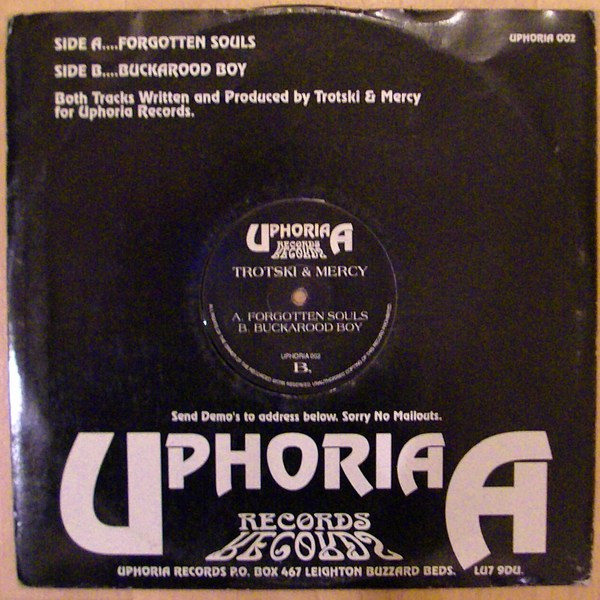 SIDE A....FORGOTTEN SOULS
UPHORIA 002
SIDE B....BUCKAROOD BOY
Both Tracks Written and Produced by Trotski & Mercy
for Uphoria Records.
UPHORIA
RECORDS
TROTSKI & MERCY
A. FORGOTTEN SOULS
B. BUCKAROOD BOY
UPHORIA 002
B.
Send Demo's to address below. Sorry No Mailouts.
UPHORIA
RECORDS
UPHORIA RECORDS P.O. BOX 467 LEIGHTON BUZZARD BEDS. LU7 9DU.